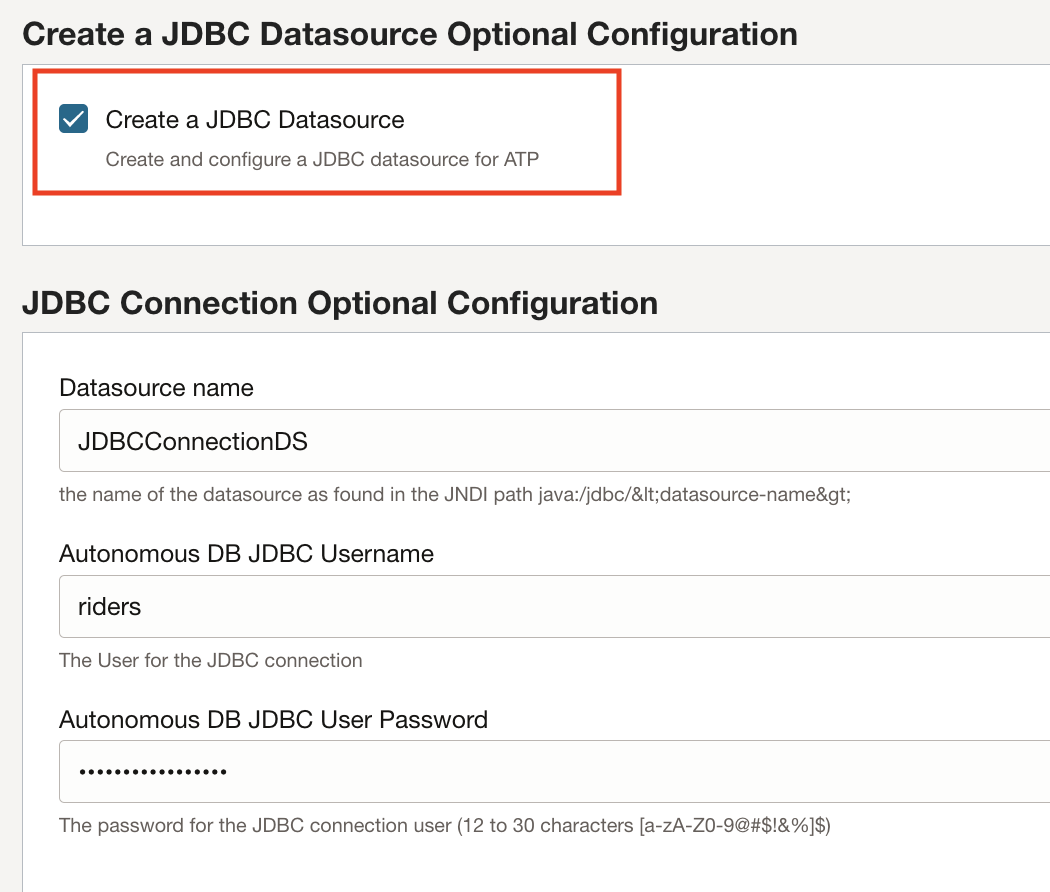 Create a JDBC Datasource Optional Configuration
Create a JDBC Datasource
Create and configure a JDBC datasource for ATP
JDBC Connection Optional Configuration
Datasource name
JDBCConnectionDS
the name of the datasource as found in the JNDI path java:/jdbc/&lt;datasource-name&gt;
Autonomous DB JDBC Username
riders
The User for the JDBC connection
Autonomous DB JDBC User Password
•••••••••••••••••
The password for the JDBC connection user (12 to 30 characters [a-zA-Z0-9@#$!&%]$)